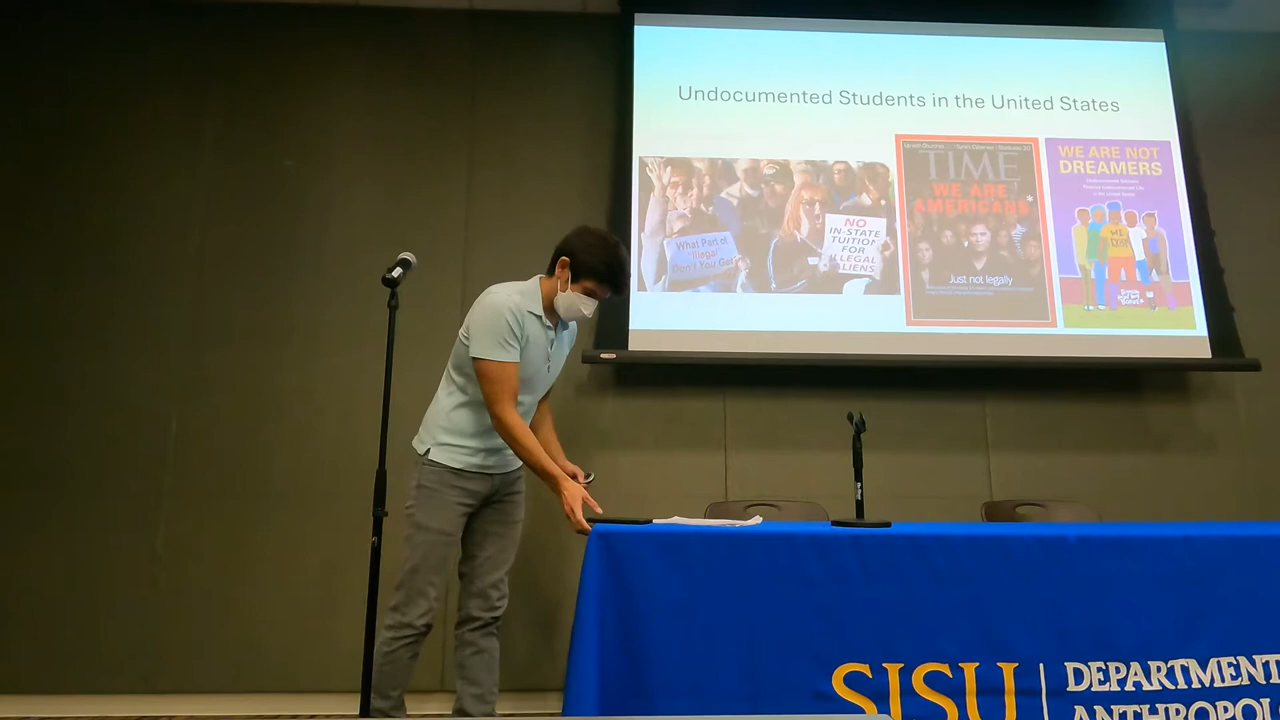 Undocumented Students in the United States
What Part of
"Illegal"
Don't You Get
NO
IN-STATE
TUITION
FOR
ILLEGAL
ALIENS
TIME
WE ARE
AMERICANS*
Just not legally
WE ARE NOT
DREAMERS
SJSU
DEPARTMENT
ANTHROPOL